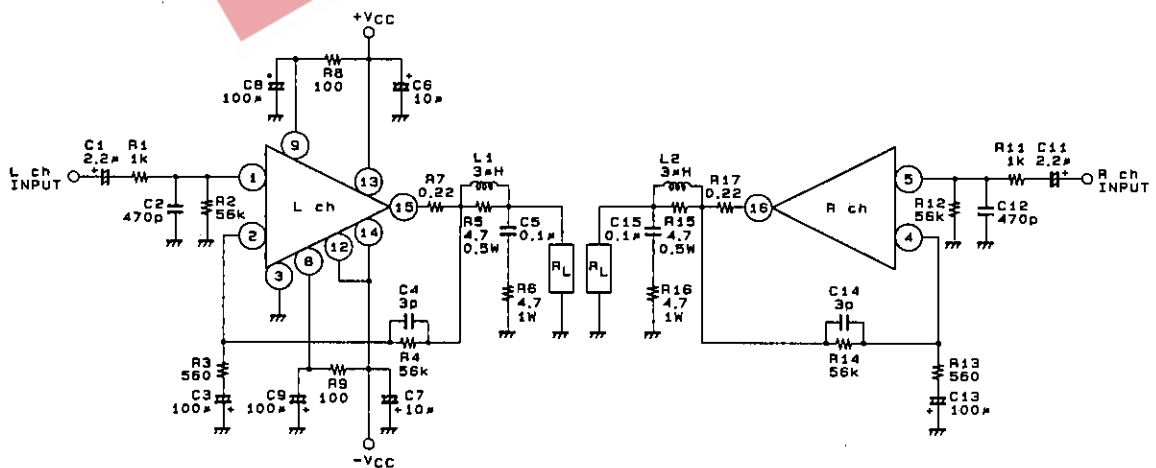 +VCC
C8
100µ
R8
100
C6
10µ
9
C1
2.2µ
R1
1k
L ch
INPUT
C2
470p
R2
56k
1
2
3
8
12
13
14
15
L ch
R7
0.22
L1
3µH
R5
4.7
0.5W
C5
0.1µ
R6
4.7
1W
RL
C4
3p
R4
56k
R3
560
C3
100µ
C9
100µ
R9
100
C7
10µ
-VCC
L2
3µH
R17
0.22
C15
0.1µ
R15
4.7
0.5W
RL
R16
4.7
1W
16
R ch
5
4
R11
1k
C11
2.2µ
R ch
INPUT
R12
56k
C12
470p
C14
3p
R14
56k
R13
560
C13
100µ